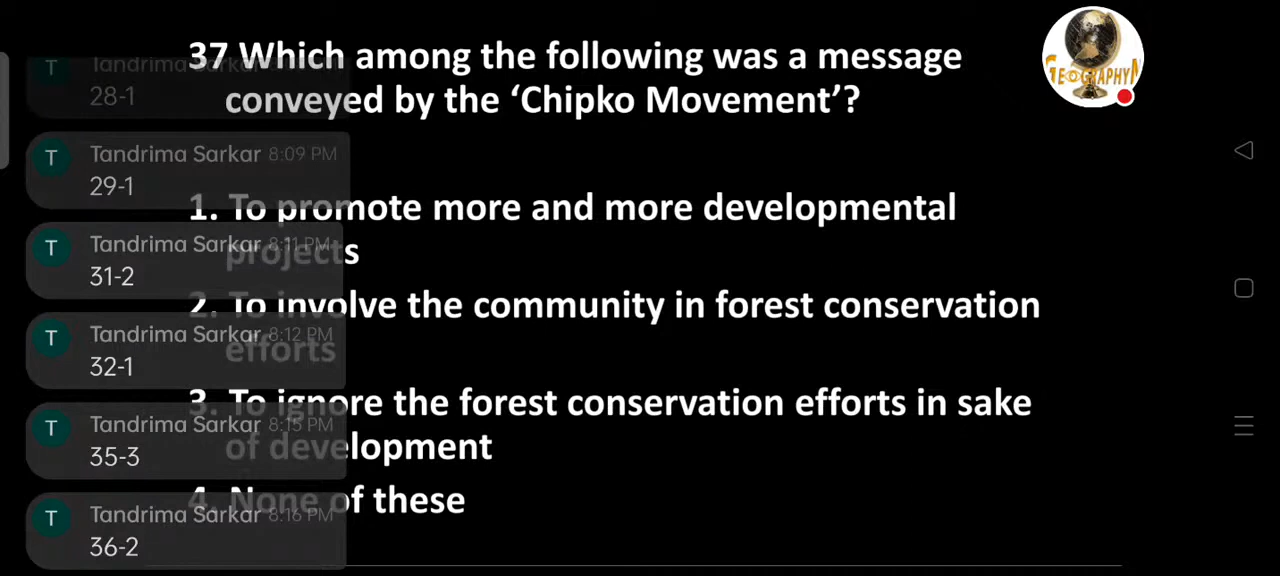 37 Which among the following was a message
conveyed by the ‘Chipko Movement’?
1. To promote more and more developmental
projects
2. To involve the community in forest conservation
efforts
3. To ignore the forest conservation efforts in sake
of development
4. None of these
GEOGRAPHY
T
Tandrima Sarkar
28-1
T
Tandrima Sarkar 8:09 PM
29-1
T
Tandrima Sarkar 8:11 PM
31-2
T
Tandrima Sarkar 8:12 PM
32-1
T
Tandrima Sarkar 8:15 PM
35-3
T
Tandrima Sarkar 8:16 PM
36-2